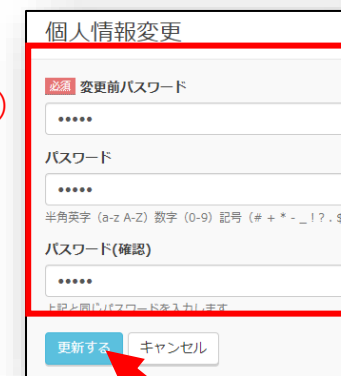 個人情報変更
必須 変更前パスワード
•••••
パスワード
•••••
半角英字（a-z A-Z）数字（0-9）記号（# + * - _ ! ? . $
パスワード(確認)
•••••
上記と同じパスワードを入力します
更新する キャンセル